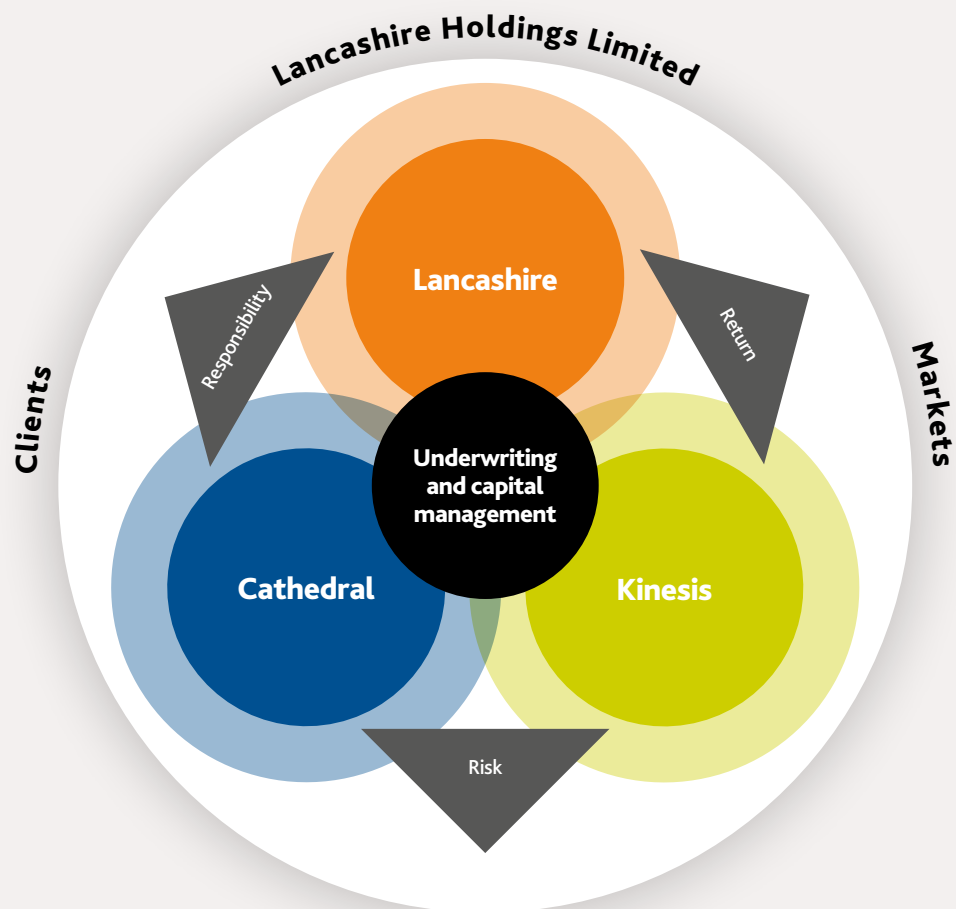 Lancashire Holdings Limited
Clients
Markets
Lancashire
Responsibility
Return
Underwriting
and capital
management
Cathedral
Kinesis
Risk